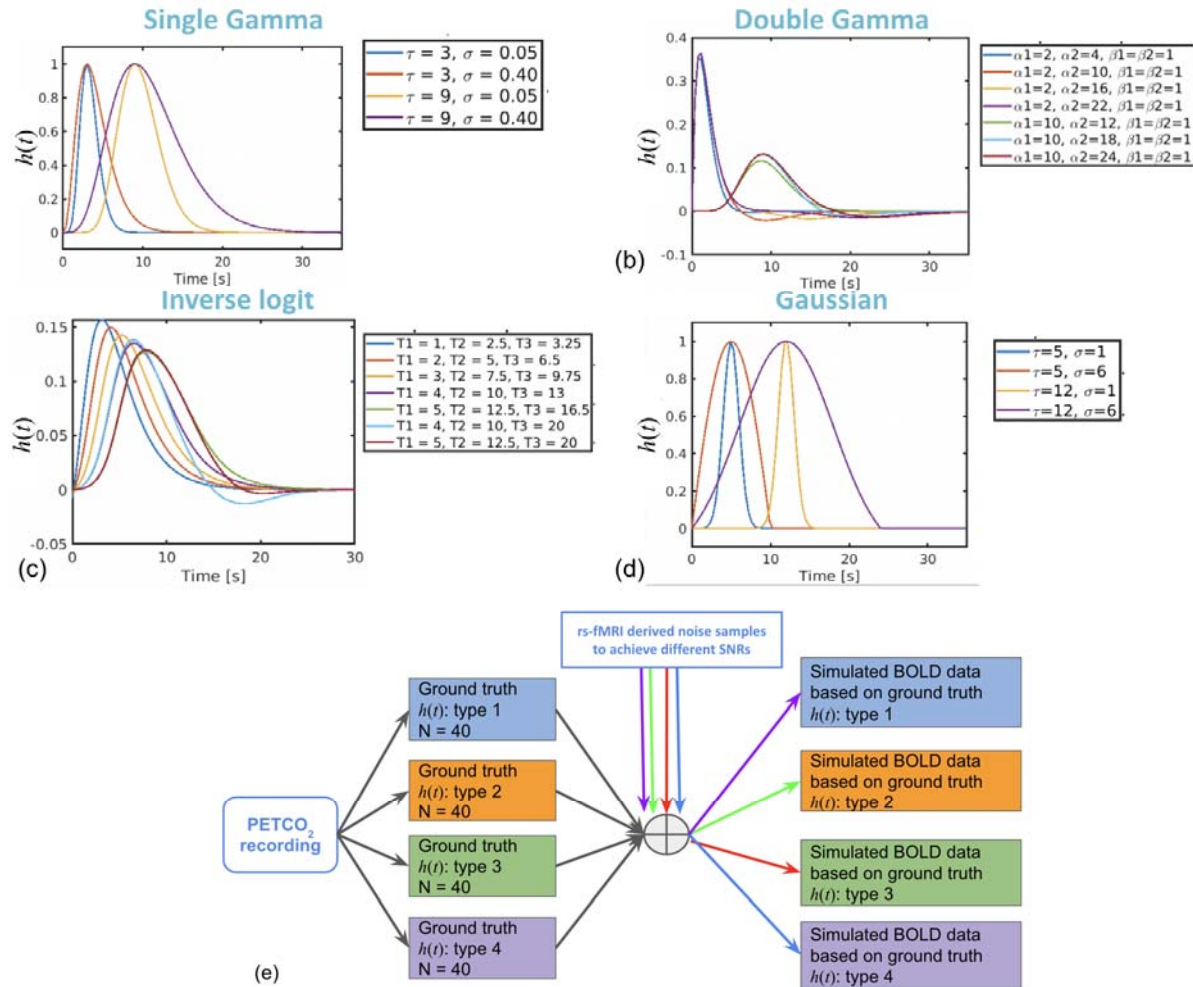 Single Gamma
h(t)
1
0.8
0.6
0.4
0.2
0
0 10 20 30
Time [s]
τ = 3, σ = 0.05
τ = 3, σ = 0.40
τ = 9, σ = 0.05
τ = 9, σ = 0.40
Double Gamma
h(t)
0.4
0.3
0.2
0.1
0
-0.1
0 10 20 30
Time [s]
(b)
α1=2, α2=4, β1=β2=1
α1=2, α2=10, β1=β2=1
α1=2, α2=16, β1=β2=1
α1=2, α2=22, β1=β2=1
α1=10, α2=12, β1=β2=1
α1=10, α2=18, β1=β2=1
α1=10, α2=24, β1=β2=1
Inverse logit
h(t)
0.15
0.1
0.05
0
-0.05
0 10 20 30
Time [s]
(c)
T1 = 1, T2 = 2.5, T3 = 3.25
T1 = 2, T2 = 5, T3 = 6.5
T1 = 3, T2 = 7.5, T3 = 9.75
T1 = 4, T2 = 10, T3 = 13
T1 = 5, T2 = 12.5, T3 = 16.5
T1 = 4, T2 = 10, T3 = 20
T1 = 5, T2 = 12.5, T3 = 20
Gaussian
h(t)
1
0.8
0.6
0.4
0.2
0
0 10 20 30
Time [s]
(d)
τ=5, σ=1
τ=5, σ=6
τ=12, σ=1
τ=12, σ=6
rs-fMRI derived noise samples
to achieve different SNRs
PETCO₂
recording
Ground truth
h(t): type 1
N = 40
Ground truth
h(t): type 2
N = 40
Ground truth
h(t): type 3
N = 40
Ground truth
h(t): type 4
N = 40
Simulated BOLD data
based on ground truth
h(t): type 1
Simulated BOLD data
based on ground truth
h(t): type 2
Simulated BOLD data
based on ground truth
h(t): type 3
Simulated BOLD data
based on ground truth
h(t): type 4
(e)